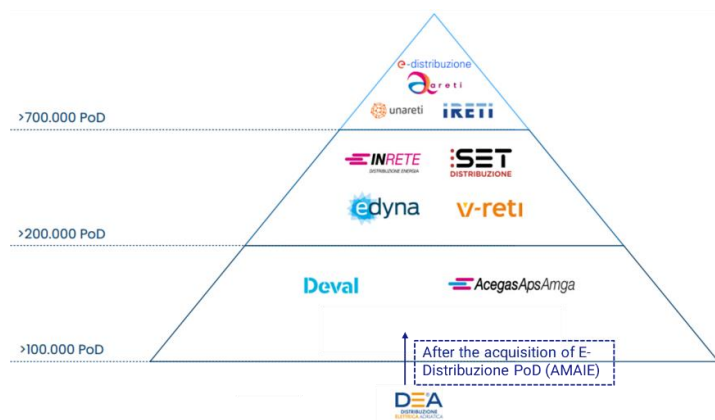 e-distribuzione
areti
unareti
IRETI
>700.000 PoD
INRETE
DISTRIBUZIONE ENERGIA
:SET
DISTRIBUZIONE
edyna
v-reti
>200.000 PoD
Deval
AcegasApsAmga
>100.000 PoD
After the acquisition of E-
Distribuzione PoD (AMAIE)
DEA
DISTRIBUZIONE
ELETTRICA ADRIATICA